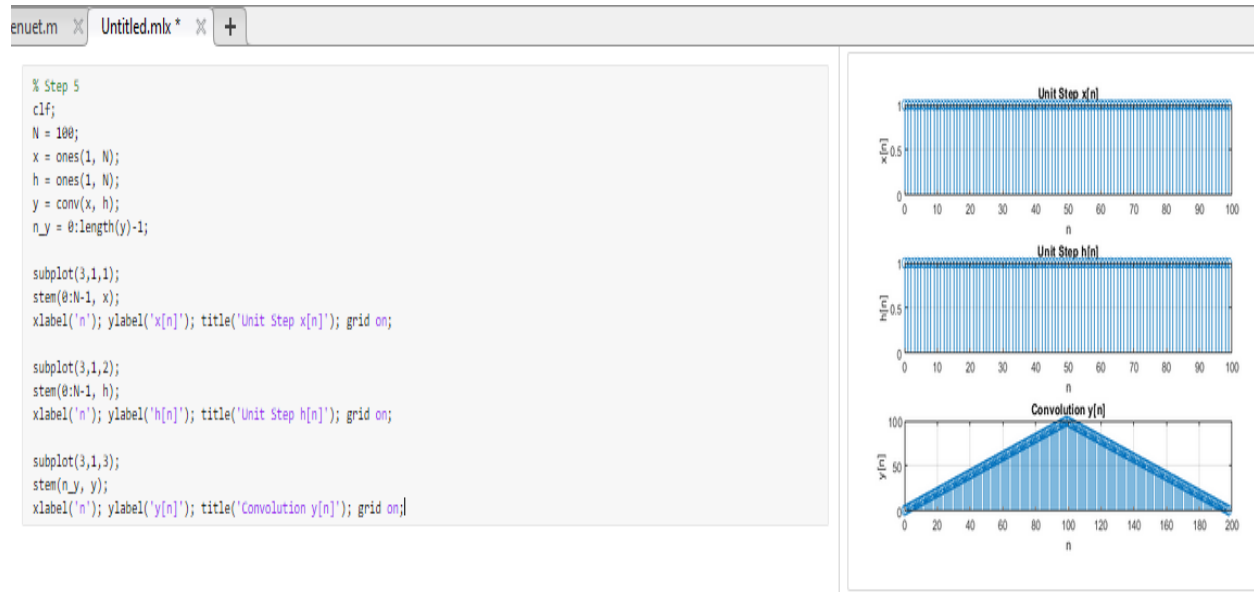 enuet.m
Untitled.mlx *
% Step 5
clf;
N = 100;
x = ones(1, N);
h = ones(1, N);
y = conv(x, h);
n_y = 0:length(y)-1;
subplot(3,1,1);
stem(0:N-1, x);
xlabel('n'); ylabel('x[n]'); title('Unit Step x[n]'); grid on;
subplot(3,1,2);
stem(0:N-1, h);
xlabel('n'); ylabel('h[n]'); title('Unit Step h[n]'); grid on;
subplot(3,1,3);
stem(n_y, y);
xlabel('n'); ylabel('y[n]'); title('Convolution y[n]'); grid on;
Unit Step x[n]
1
0.5
0
x[n]
0 10 20 30 40 50 60 70 80 90 100
n
Unit Step h[n]
1
0.5
0
h[n]
0 10 20 30 40 50 60 70 80 90 100
n
Convolution y[n]
100
50
0
y[n]
0 20 40 60 80 100 120 140 160 180 200
n